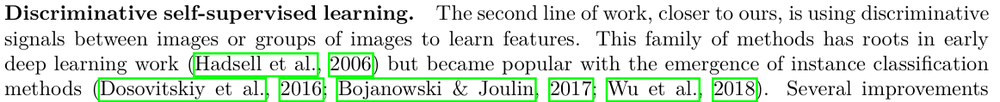 Discriminative self-supervised learning. The second line of work, closer to ours, is using discriminative
signals between images or groups of images to learn features. This family of methods has roots in early
deep learning work (Hadsell et al., 2006) but became popular with the emergence of instance classification
methods (Dosovitskiy et al., 2016; Bojanowski & Joulin, 2017; Wu et al., 2018). Several improvements